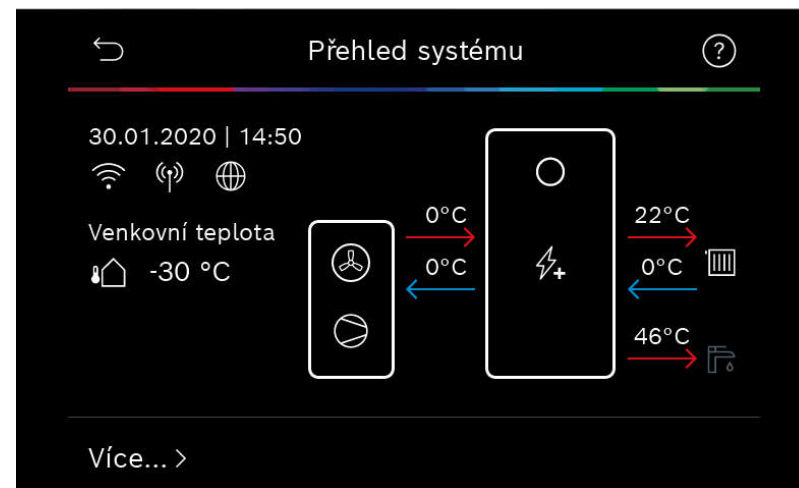 Přehled systému
?
30.01.2020 | 14:50
Venkovní teplota
-30 °C
0°C
0°C
22°C
0°C
46°C
Více... >